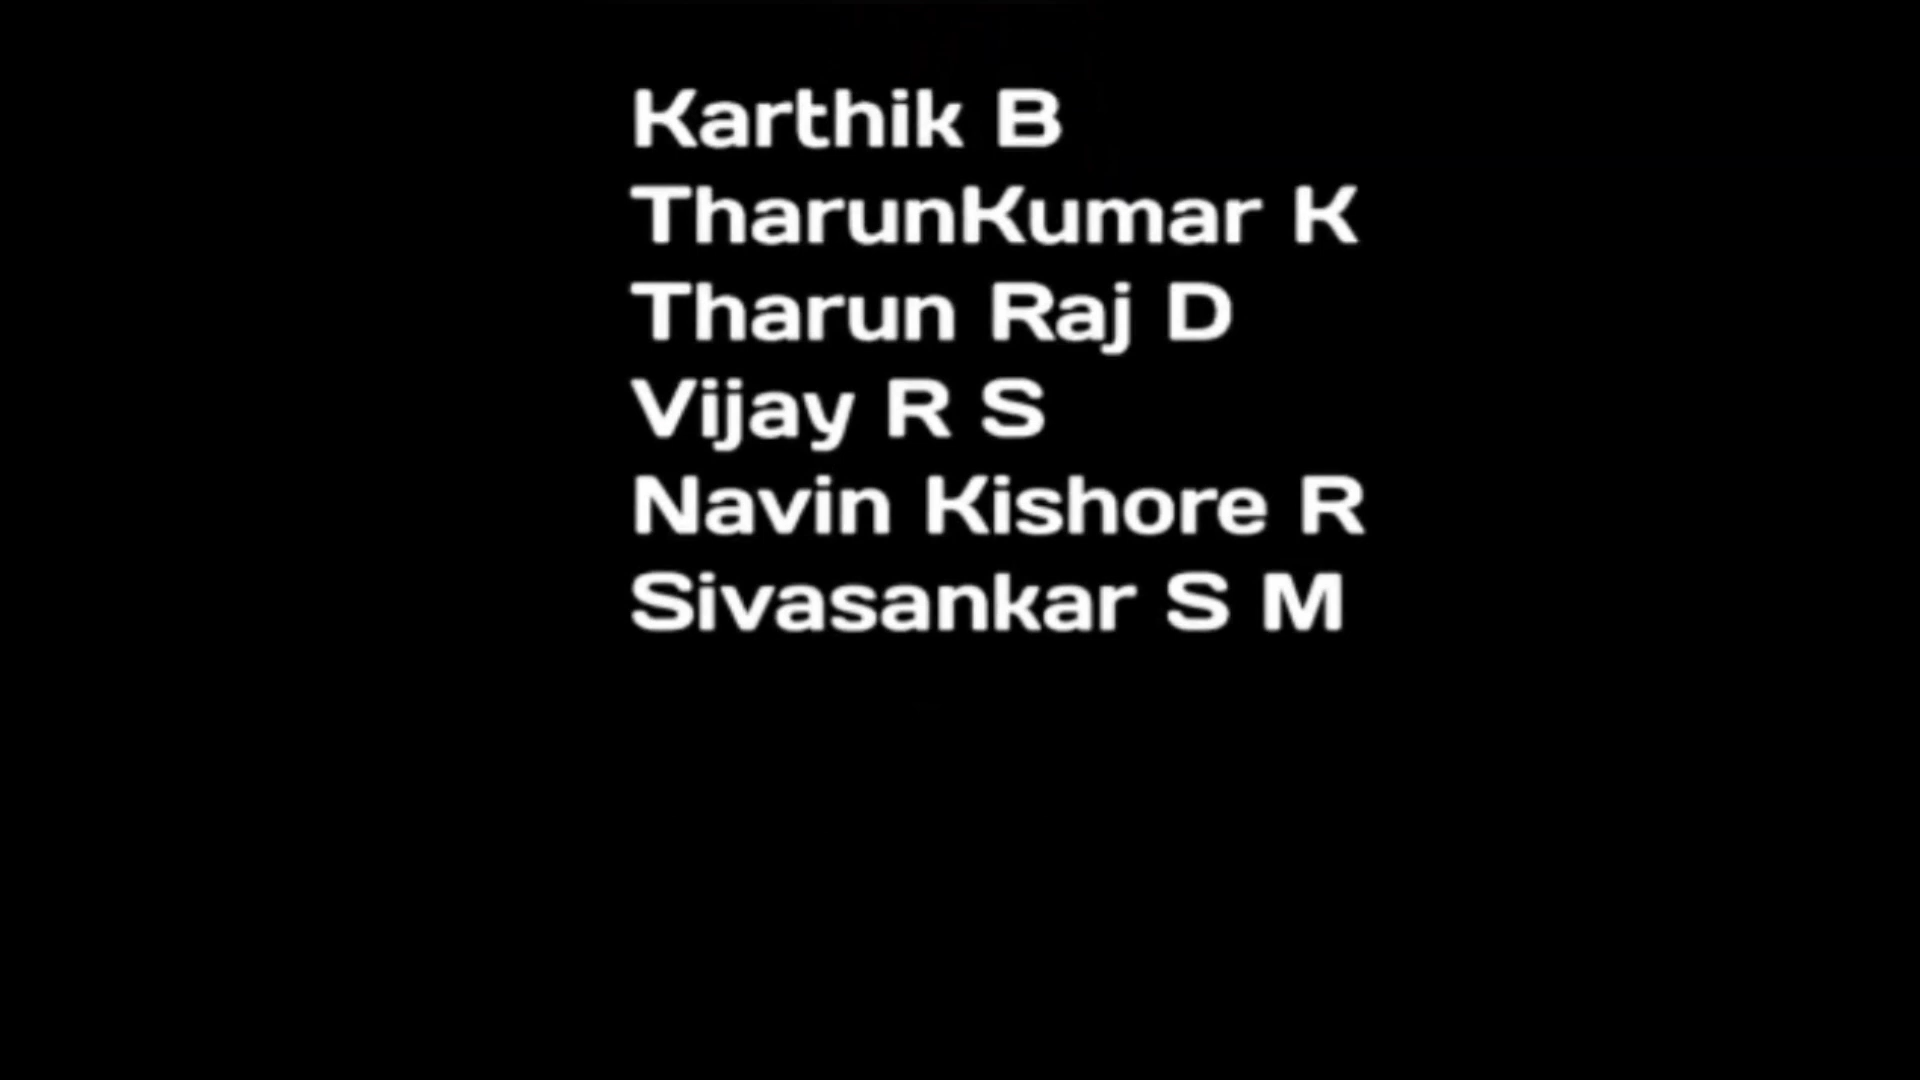 Karthik B
TharunKumar K
Tharun Raj D
Vijay R S
Navin Kishore R
Sivasankar S M